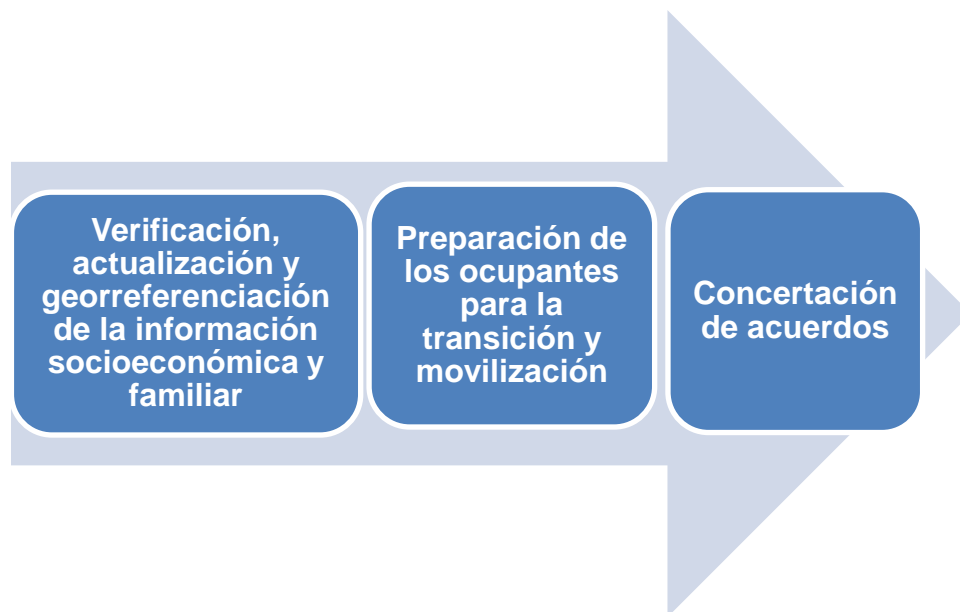 Verificación,
actualización y
georreferenciación
de la información
socioeconómica y
familiar
Preparación de
los ocupantes
para la
transición y
movilización
Concertación
de acuerdos